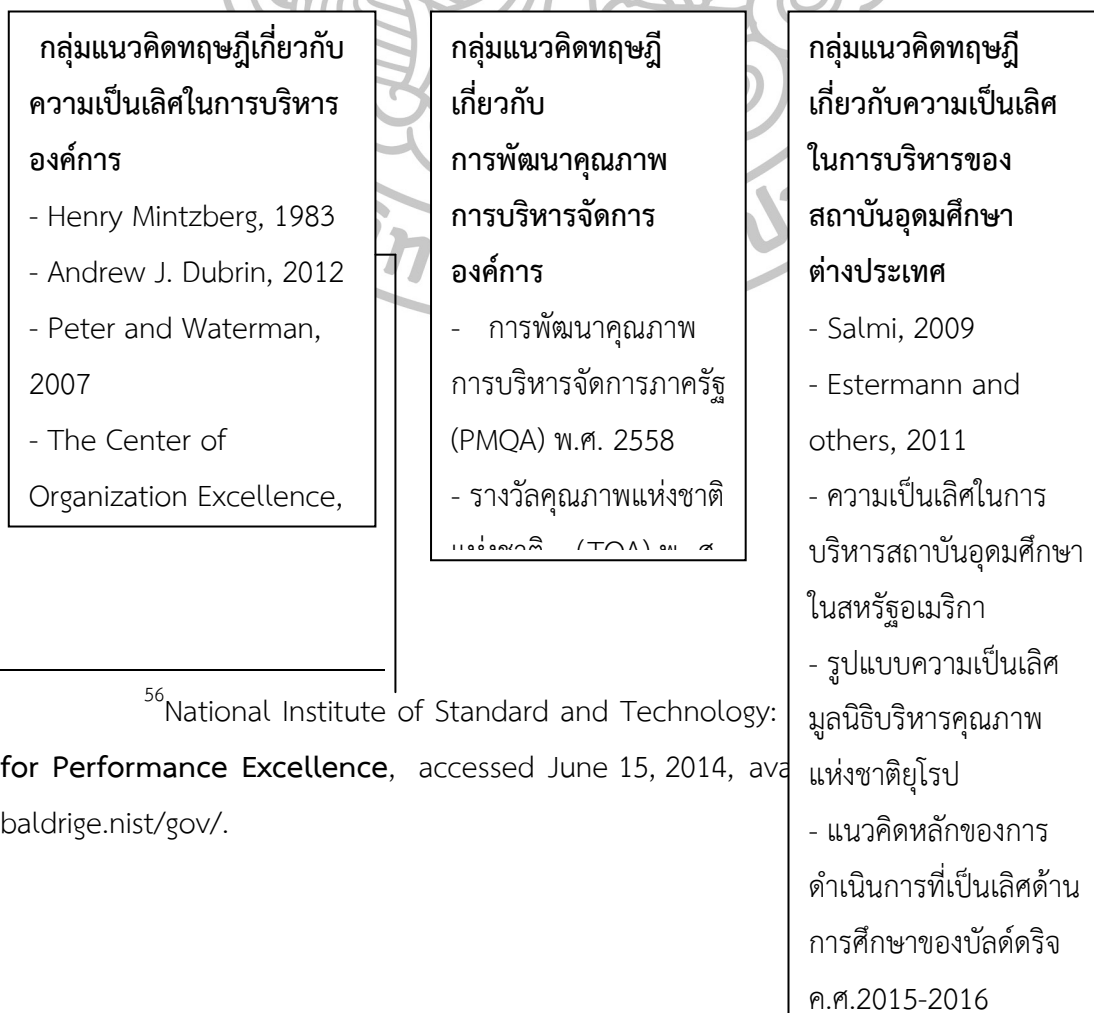 กลุ่มแนวคิดทฤษฎีเกี่ยวกับ
ความเป็นเลิศในการบริหาร
องค์การ
- Henry Mintzberg, 1983
- Andrew J. Dubrin, 2012
- Peter and Waterman,
2007
- The Center of
Organization Excellence,
กลุ่มแนวคิดทฤษฎี
เกี่ยวกับ
การพัฒนาคุณภาพ
การบริหารจัดการ
องค์การ
- การพัฒนาคุณภาพ
การบริหารจัดการภาครัฐ
(PMQA) พ.ศ. 2558
- รางวัลคุณภาพแห่งชาติ
กลุ่มแนวคิดทฤษฎี
เกี่ยวกับความเป็นเลิศ
ในการบริหารของ
สถาบันอุดมศึกษา
ต่างประเทศ
- Salmi, 2009
- Estermann and
others, 2011
- ความเป็นเลิศในการ
บริหารสถาบันอุดมศึกษา
ในสหรัฐอเมริกา
- รูปแบบความเป็นเลิศ
มูลนิธิบริหารคุณภาพ
แห่งชาติยุโรป
- แนวคิดหลักของการ
ดำเนินการที่เป็นเลิศด้าน
การศึกษาของบัลด์ดริจ
ค.ศ.2015-2016
56National Institute of Standard and Technology:
for Performance Excellence, accessed June 15, 2014,
baldrige.nist/gov/.